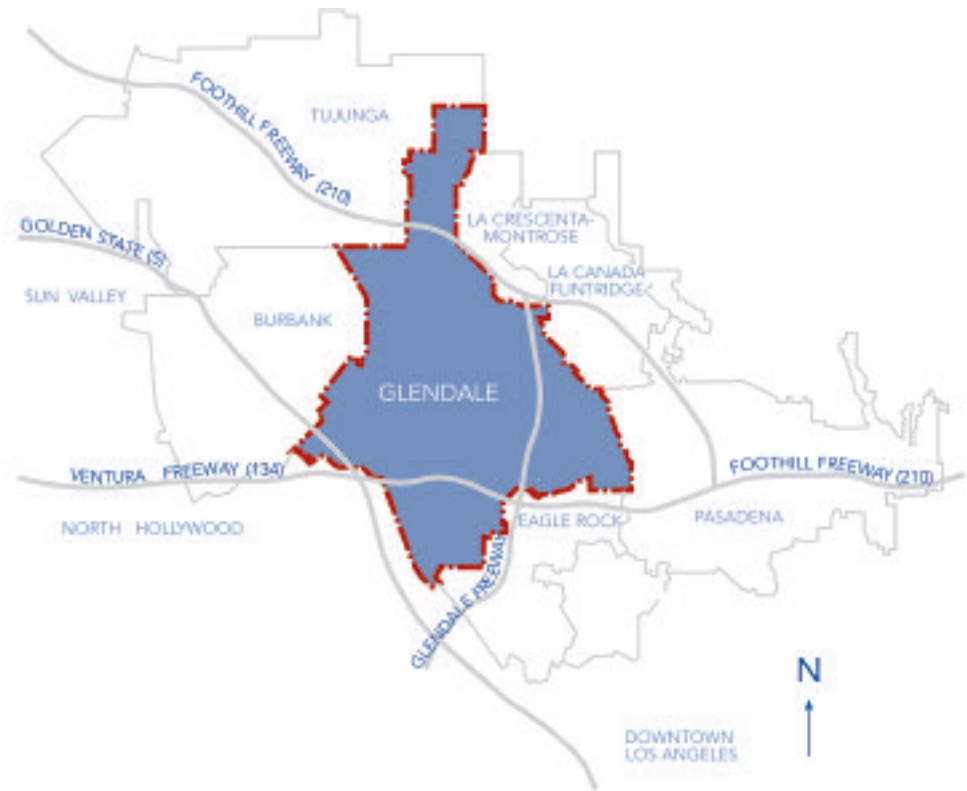 FOOTHILL FREEWAY (210)
TUJUNGA
LA CRESCENTA-
MONTROSE
GOLDEN STATE (5)
LA CANADA
FLINTRIDGE
SUN VALLEY
BURBANK
GLENDALE
VENTURA FREEWAY (134)
FOOTHILL FREEWAY (210)
NORTH HOLLYWOOD
EAGLE ROCK
PASADENA
GLENDALE FREEWAY
N
DOWNTOWN
LOS ANGELES